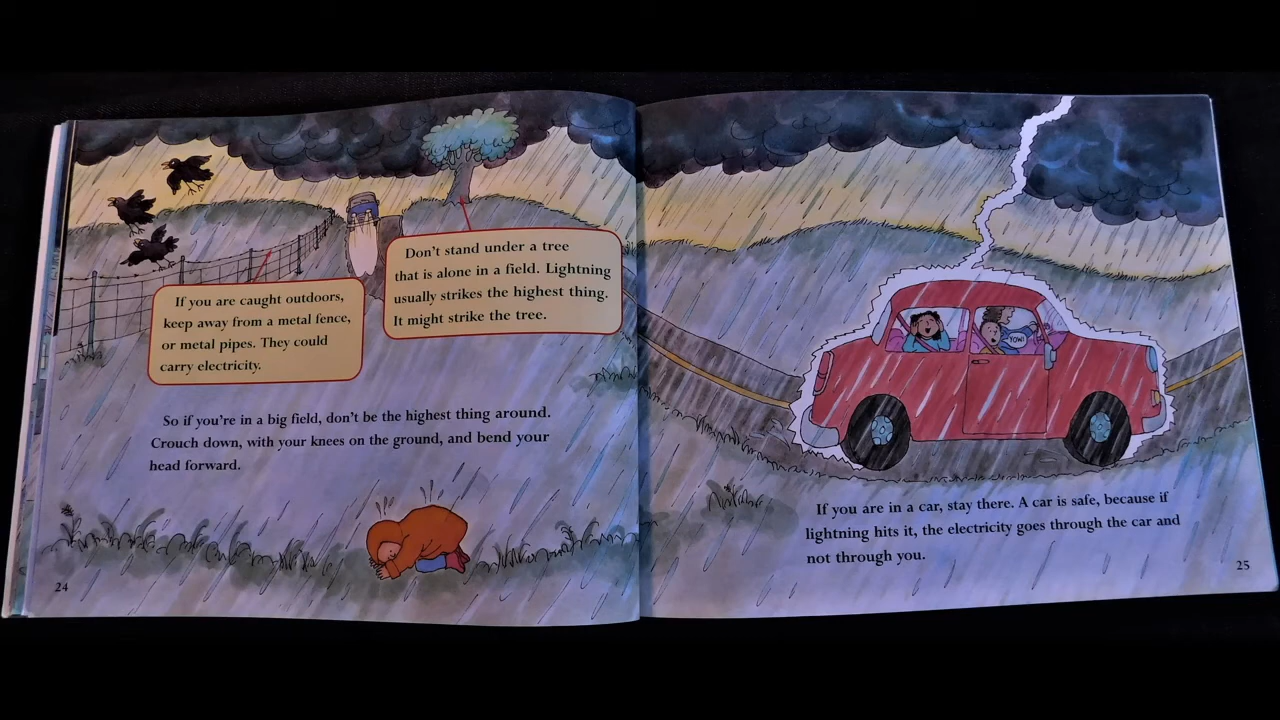 If you are caught outdoors,
keep away from a metal fence,
or metal pipes. They could
carry electricity.
Don't stand under a tree
that is alone in a field. Lightning
usually strikes the highest thing.
It might strike the tree.
So if you're in a big field, don't be the highest thing around.
Crouch down, with your knees on the ground, and bend your
head forward.
24
YOW!
If you are in a car, stay there. A car is safe, because if
lightning hits it, the electricity goes through the car and
not through you.
25